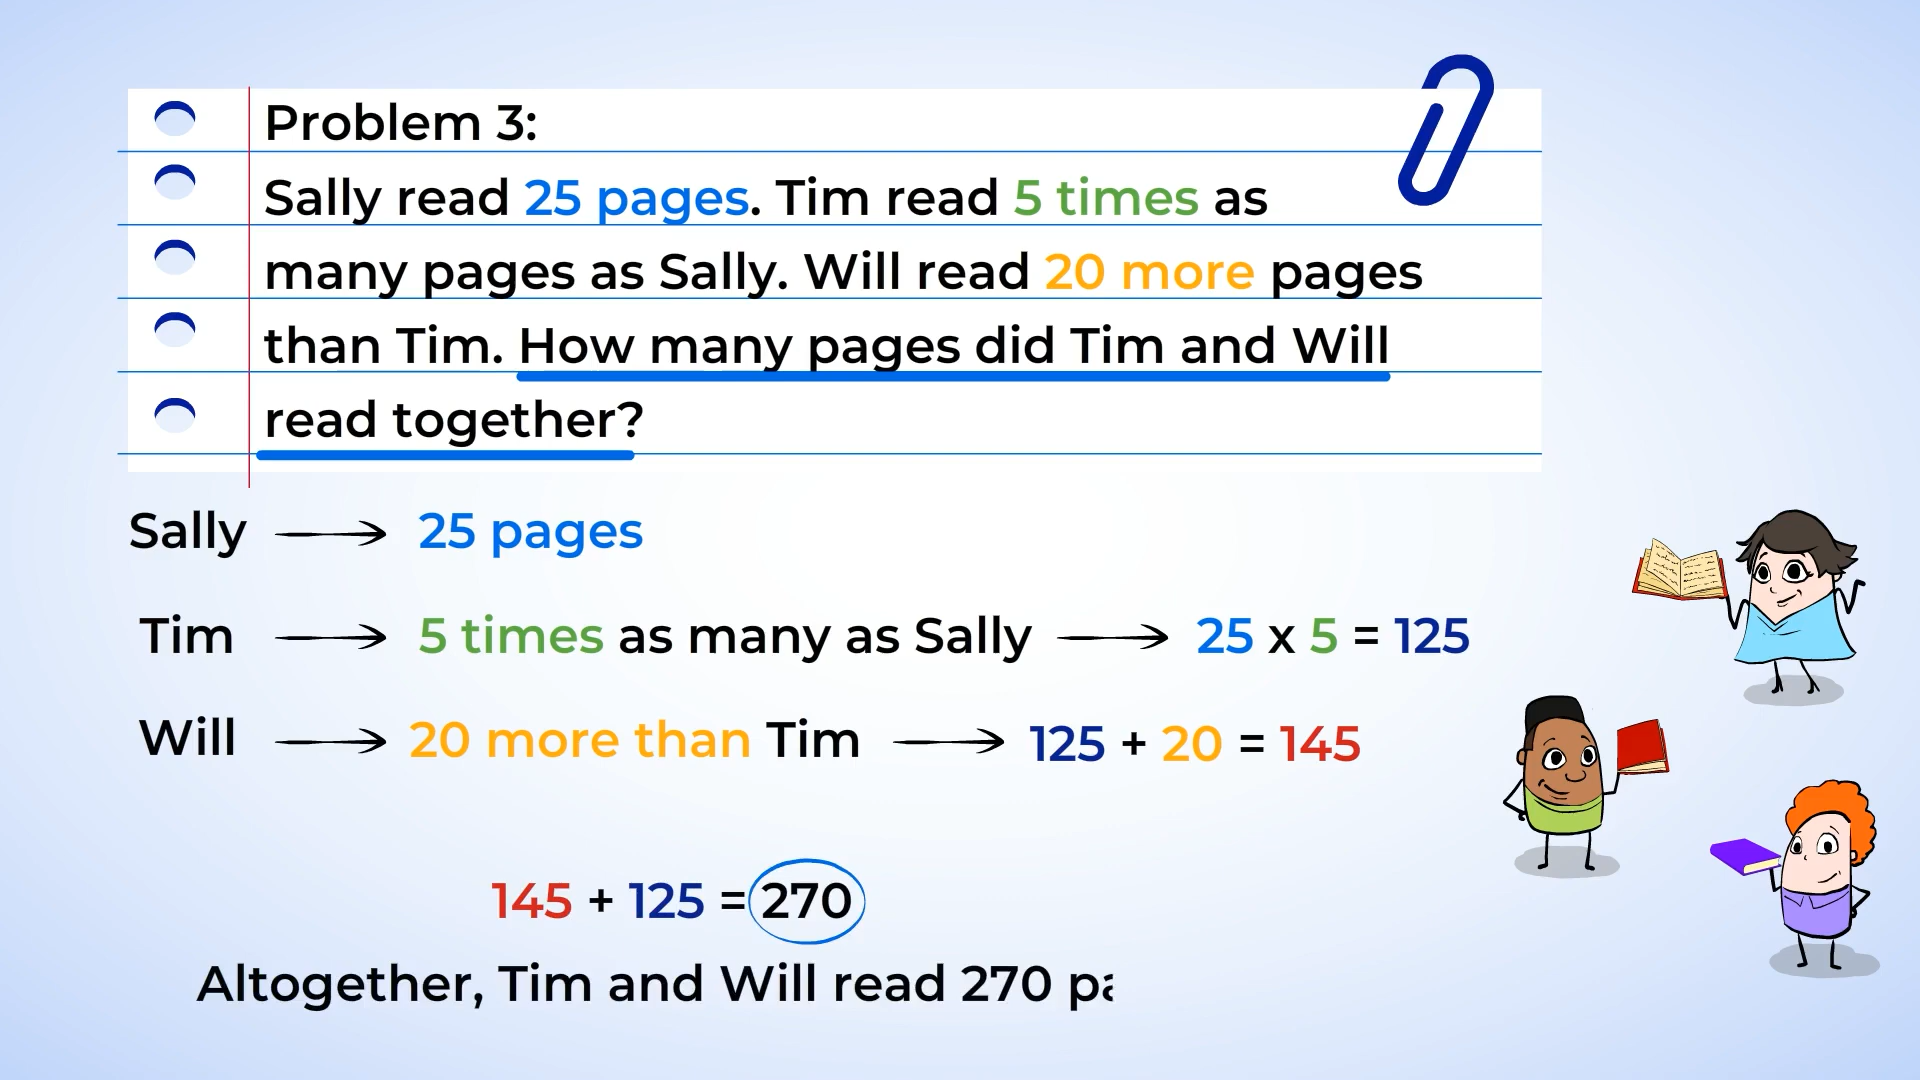 Problem 3:
Sally read 25 pages. Tim read 5 times as
many pages as Sally. Will read 20 more pages
than Tim. How many pages did Tim and Will
read together?
Sally → 25 pages
Tim → 5 times as many as Sally → 25 x 5 = 125
Will → 20 more than Tim → 125 + 20 = 145
145 + 125 = 270
Altogether, Tim and Will read 270